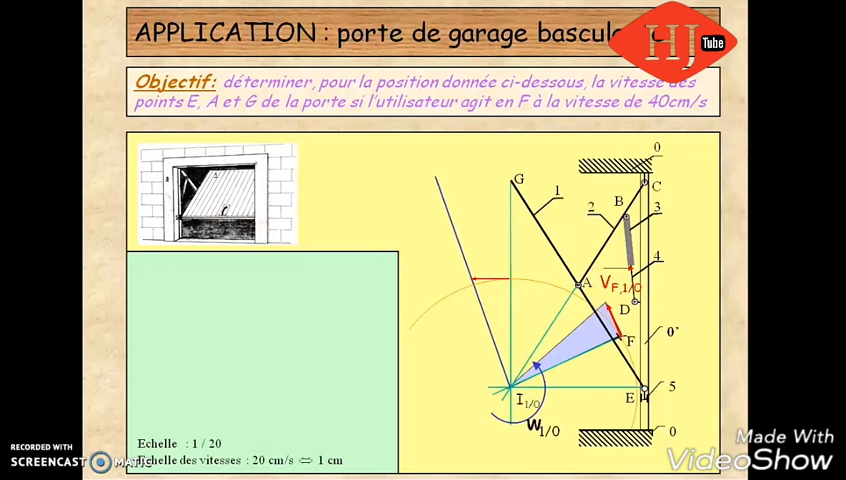 APPLICATION : porte de garage
HJ
Tube
Objectif: déterminer, pour la position donnée ci-dessous, la vitesse des
points E, A et G de la porte si l'utilisateur agit en F à la vitesse de 40cm/s
0
G
C
1
B
2
3
4
A
V F,1/0
D
F
0'
I 1/0
E
5
W 1/0
0
Echelle : 1 / 20
Echelle des vitesses : 20 cm/s ⇔ 1 cm
RECORDED WITH
SCREENCAST MATIC
Made With
VideoShow